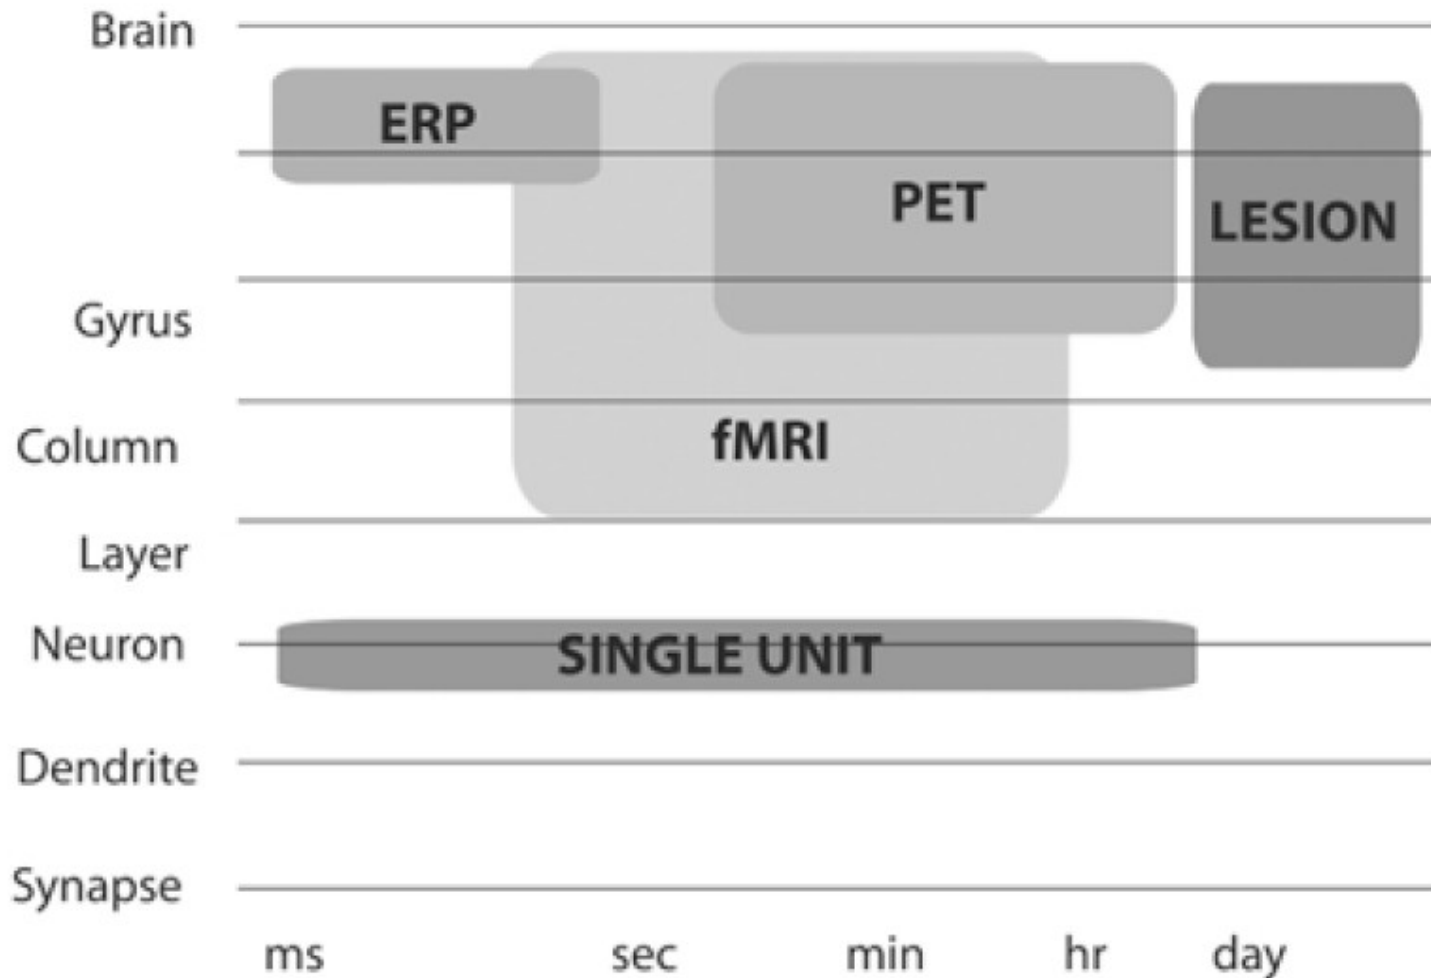 Brain
ERP
PET
LESION
Gyrus
Column
fMRI
Layer
Neuron
SINGLE UNIT
Dendrite
Synapse
ms sec min hr day